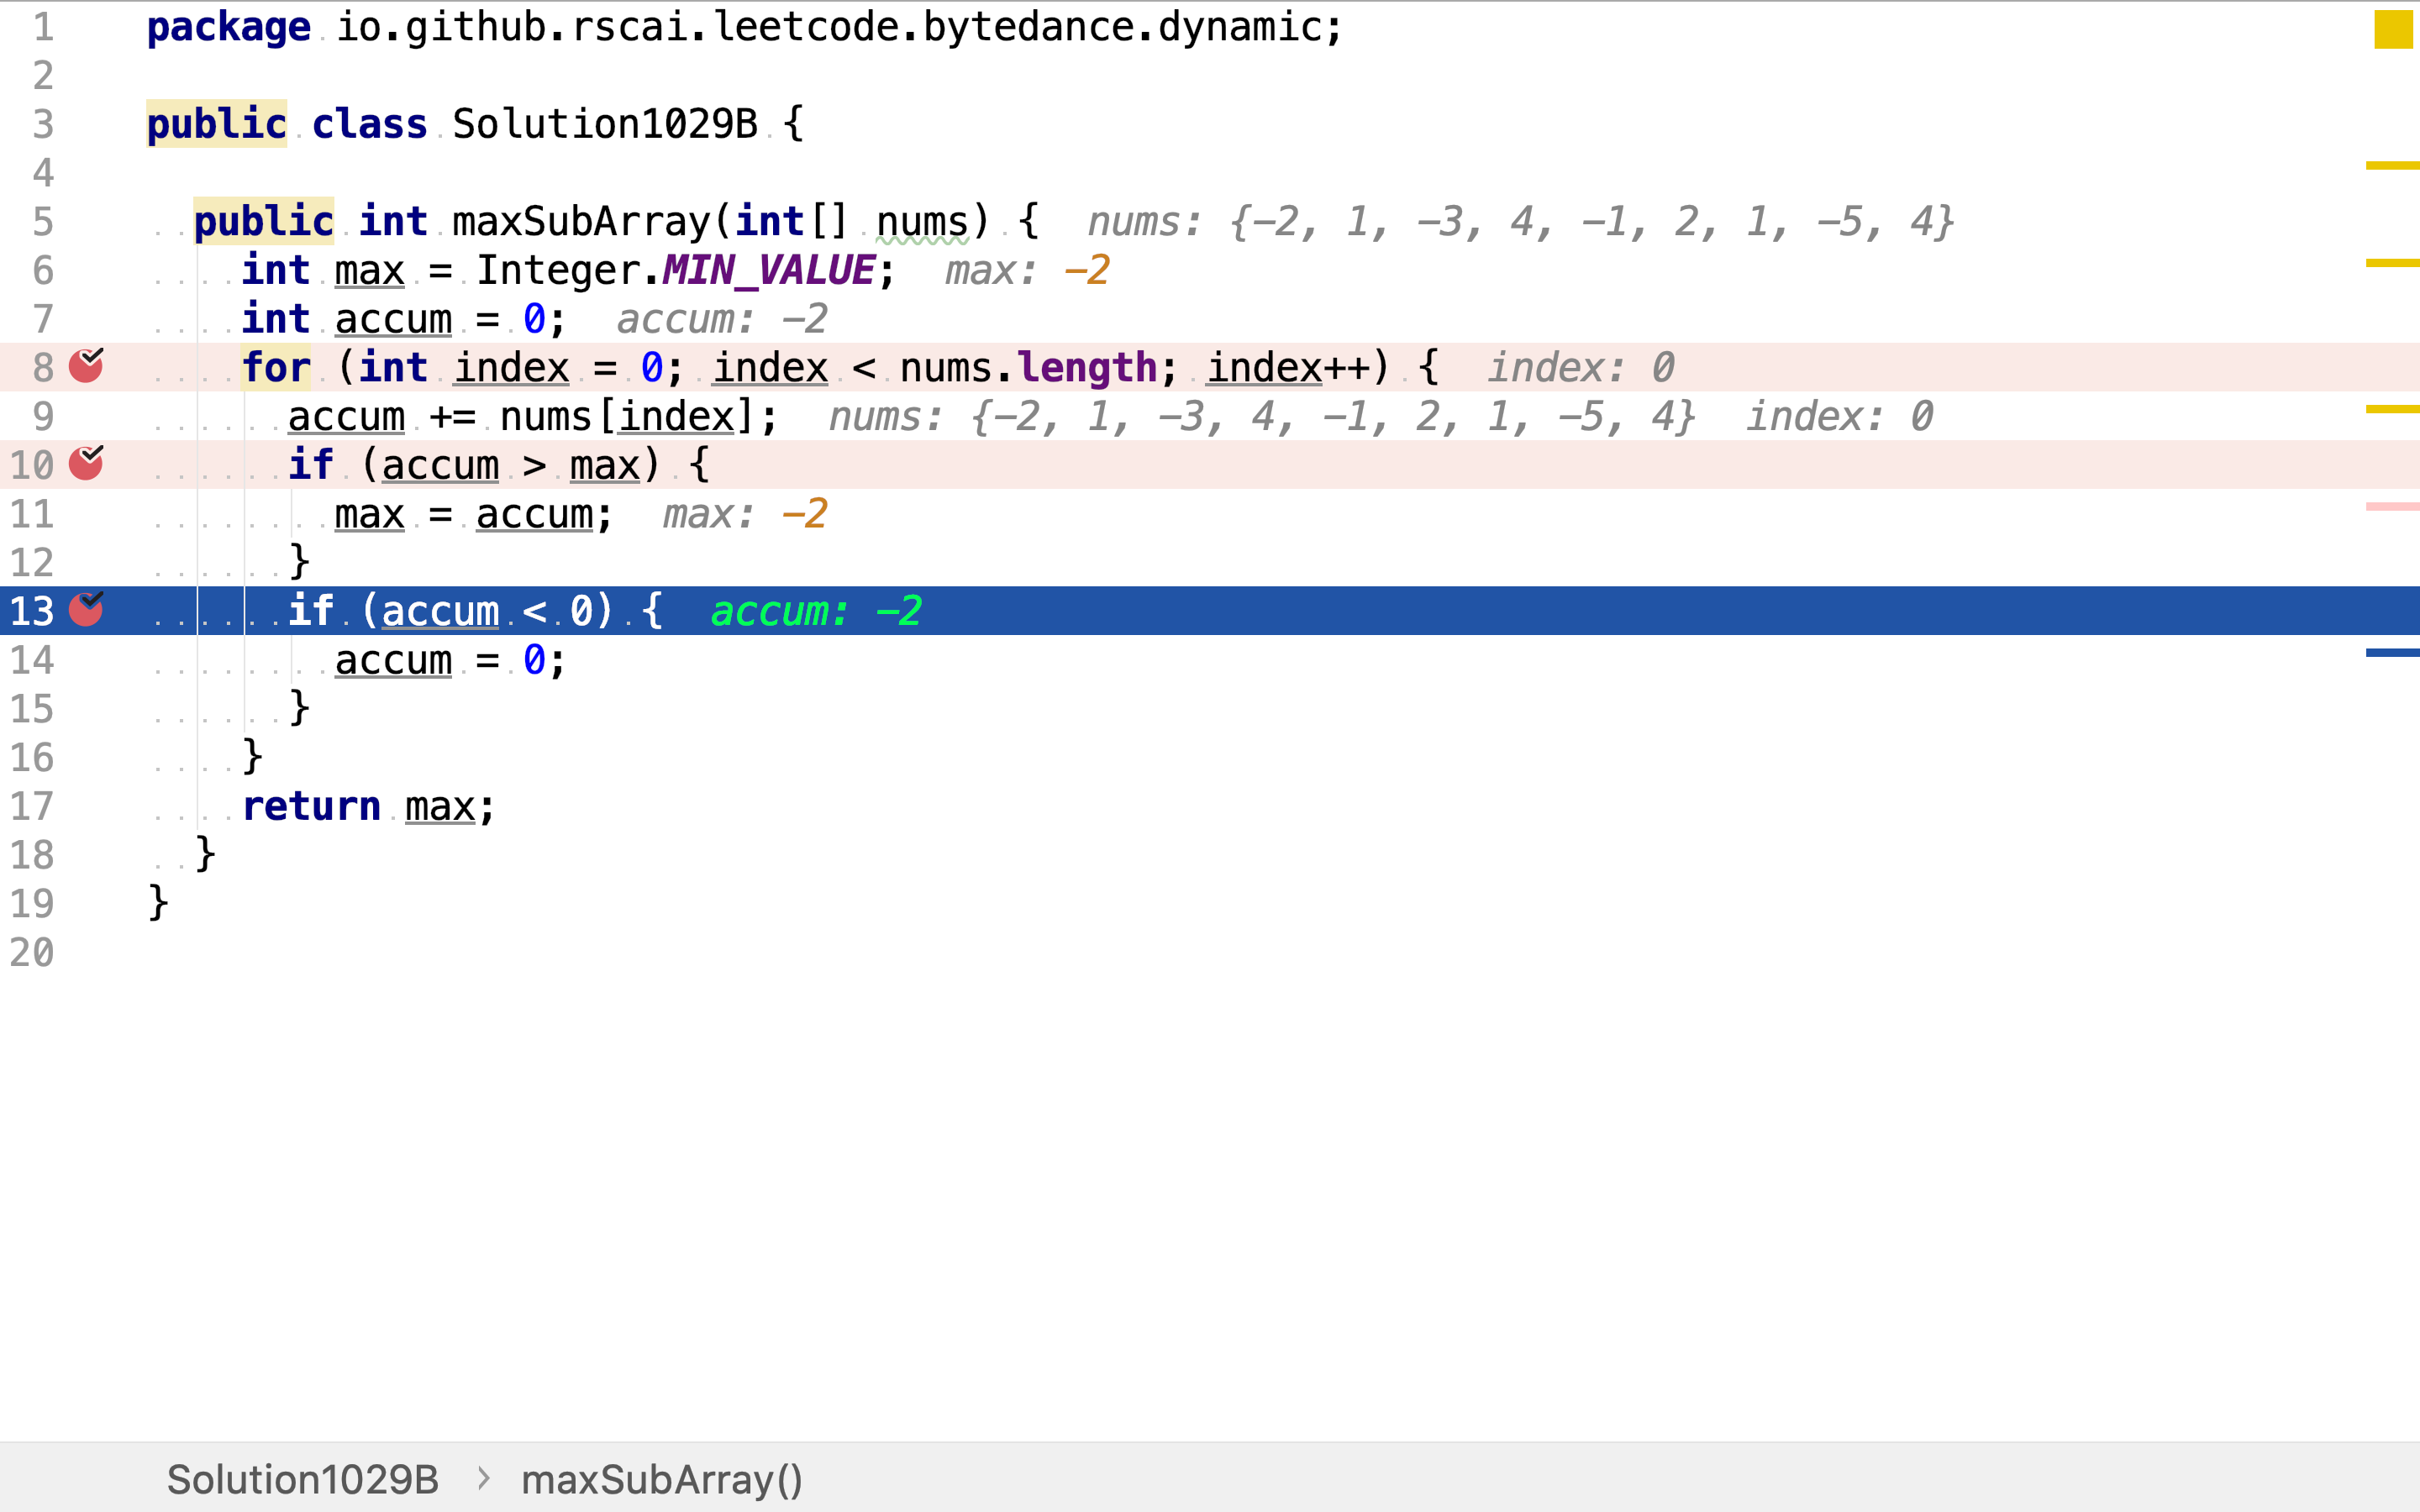 1 package io.github.rscai.leetcode.bytedance.dynamic;
2
3 public class Solution1029B {
4
5 public int maxSubArray(int[] nums) { nums: {-2, 1, -3, 4, -1, 2, 1, -5, 4}
6 int max = Integer.MIN_VALUE; max: -2
7 int accum = 0; accum: -2
8 for (int index = 0; index < nums.length; index++) { index: 0
9 accum += nums[index]; nums: {-2, 1, -3, 4, -1, 2, 1, -5, 4} index: 0
10 if (accum > max) {
11 max = accum; max: -2
12 }
13 if (accum < 0) { accum: -2
14 accum = 0;
15 }
16 }
17 return max;
18 }
19 }
20
Solution1029B > maxSubArray()